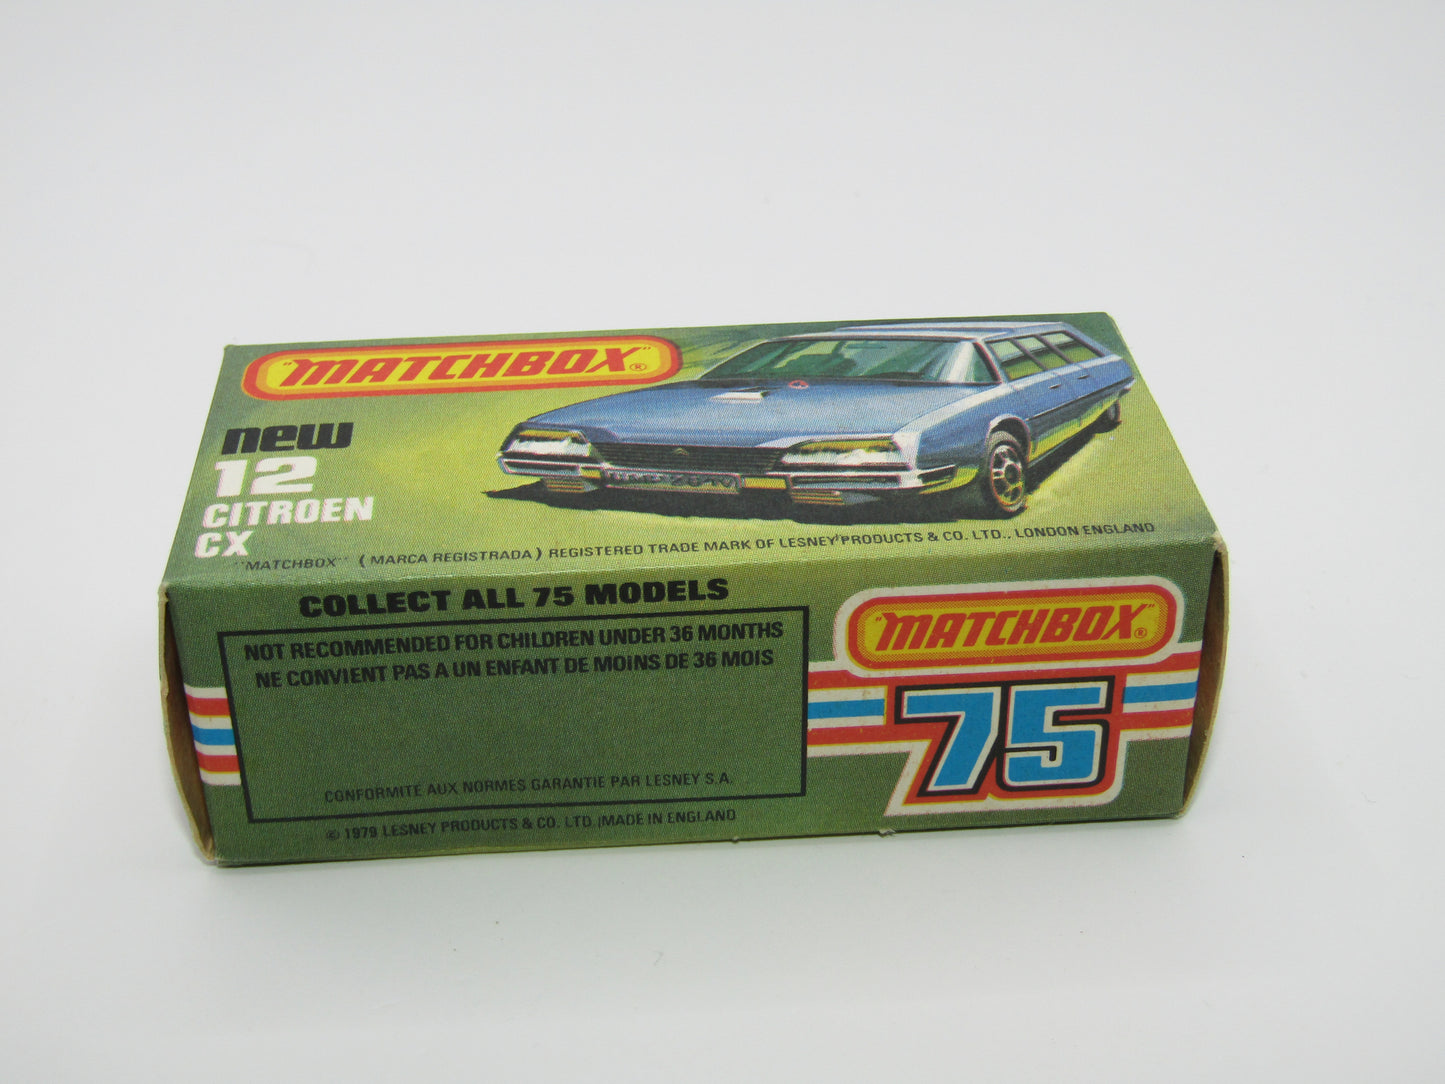 "MATCHBOX"®
new
12
CITROEN
CX
"MATCHBOX" (MARCA REGISTRADA) REGISTERED TRADE MARK OF LESNEY PRODUCTS & CO. LTD., LONDON ENGLAND
COLLECT ALL 75 MODELS
NOT RECOMMENDED FOR CHILDREN UNDER 36 MONTHS
NE CONVIENT PAS A UN ENFANT DE MOINS DE 36 MOIS
CONFORMITÉ AUX NORMES GARANTIE PAR LESNEY S.A.
© 1979 LESNEY PRODUCTS & CO. LTD. MADE IN ENGLAND
"MATCHBOX"®
75